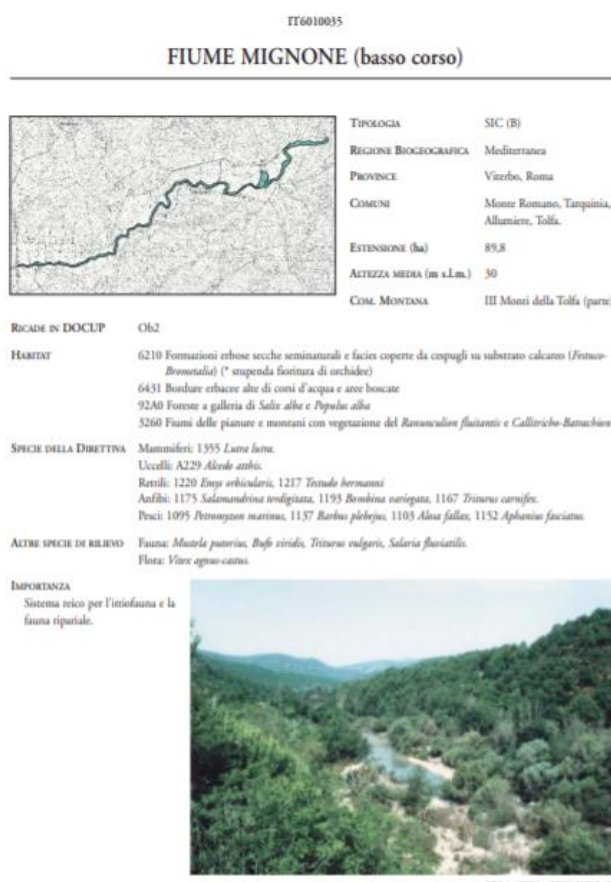 IT6010035
FIUME MIGNONE (basso corso)
TIPOLOGIA SIC (B)
REGIONE BIOGEOGRAFICA Mediterranea
PROVINCE Viterbo, Roma
COMUNI Monte Romano, Tarquinia,
Allumiere, Tolfa.
ESTENSIONE (ha) 89,8
ALTEZZA MEDIA (m s.l.m.) 30
COM. MONTANA III Monti della Tolfa (parte)
RICADE IN DOCUP Ob2
HABITAT 6210 Formazioni erbose secche seminaturali e facies coperte da cespugli su substrato calcareo (Festuco-
Brometalia) (* stupenda fioritura di orchidee)
6431 Bordure erbacee alte di corsi d'acqua e aree boscate
92A0 Foreste a galleria di Salix alba e Populus alba
3260 Fiumi delle pianure e montani con vegetazione del Ranunculion fluitantis e Callitricho-Batrachion
SPECIE DELLA DIRETTIVA Mammiferi: 1355 Lutra lutra.
Uccelli: A229 Alcedo atthis.
Rettili: 1220 Emys orbicularis, 1217 Testudo hermanni
Anfibi: 1175 Salamandrina terdigitata, 1193 Bombina variegata, 1167 Triturus carnifex.
Pesci: 1095 Petromyzon marinus, 1137 Barbus plebejus, 1103 Alosa fallax, 1152 Aphanius fasciatus.
ALTRE SPECIE DI RILIEVO Fauna: Mustela putorius, Bufo viridis, Triturus vulgaris, Salaria fluviatilis.
Flora: Vitex agnus-castus.
IMPORTANZA
Sistema reico per l'ittiofauna e la
fauna ripariale.